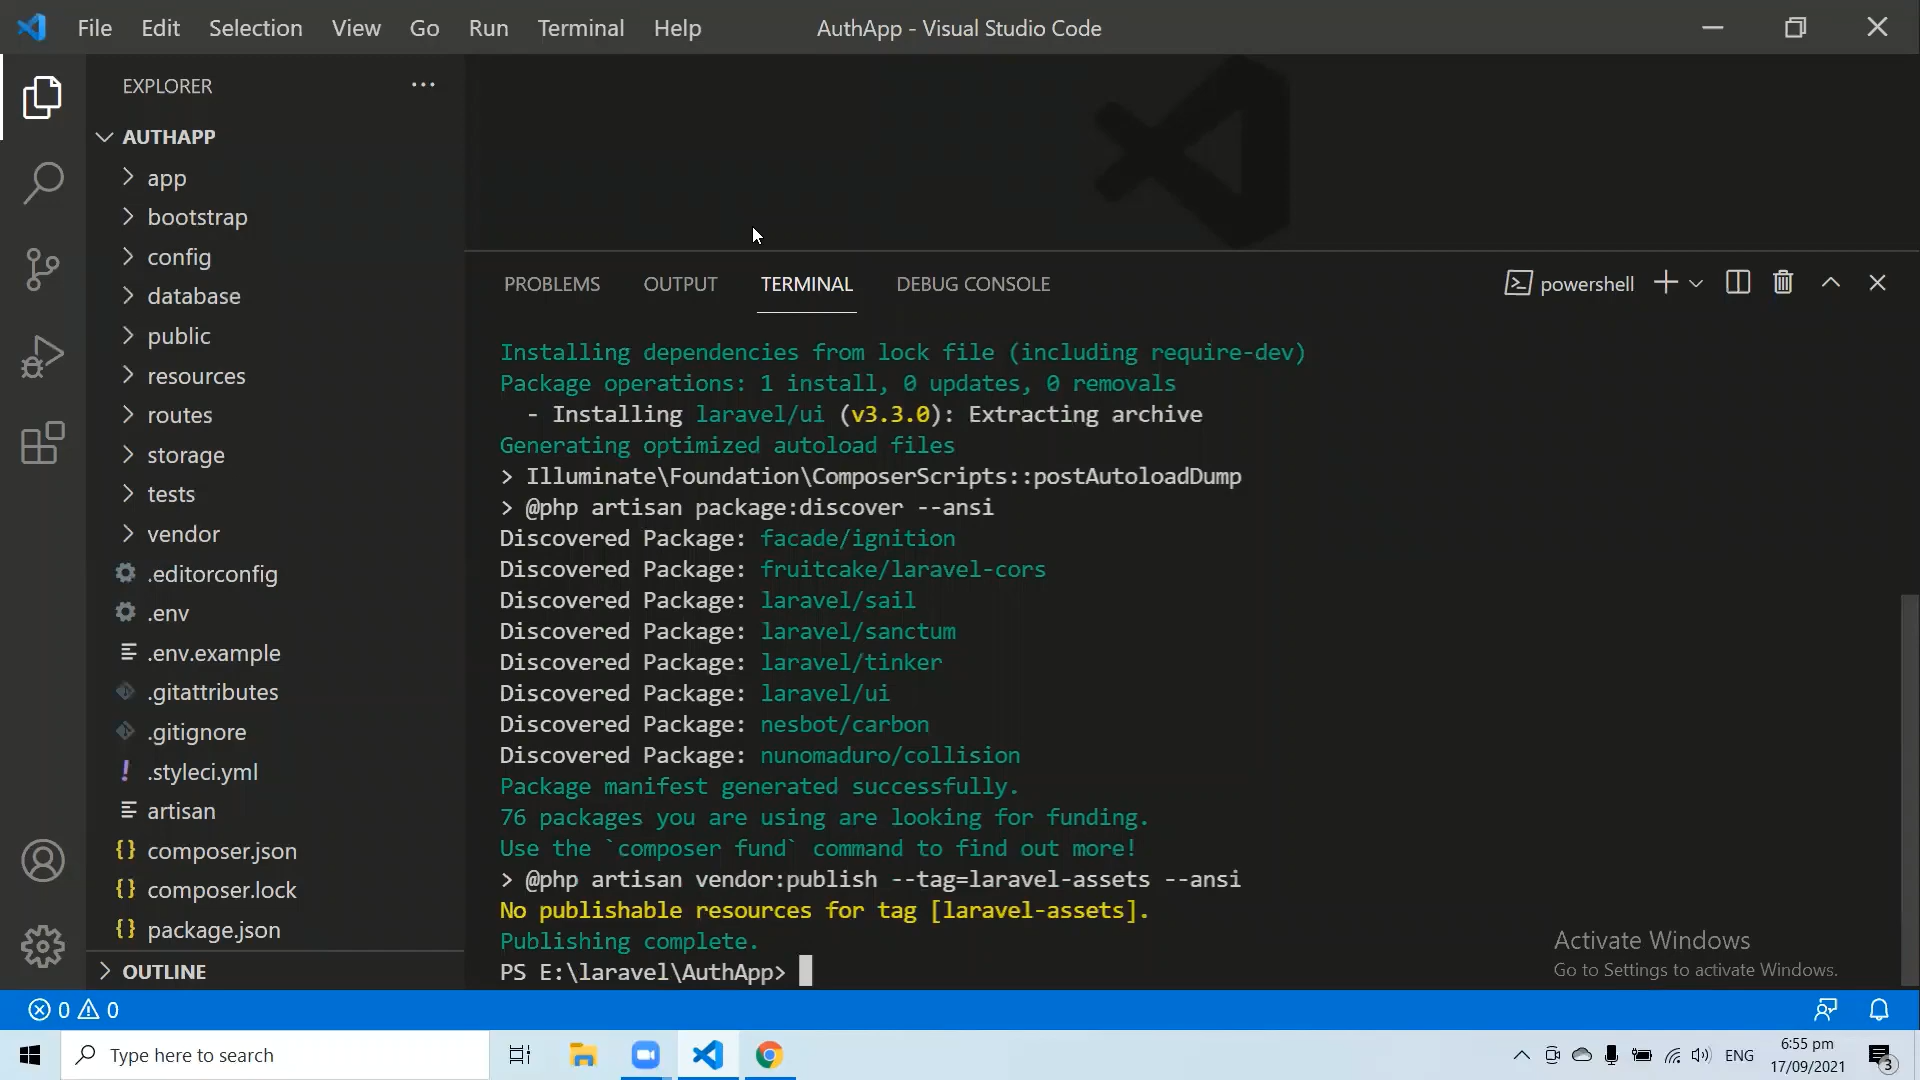 File Edit Selection View Go Run Terminal Help AuthApp - Visual Studio Code
EXPLORER ...
AUTHAPP
app
bootstrap
config
database
public
resources
routes
storage
tests
vendor
.editorconfig
.env
.env.example
.gitattributes
.gitignore
.styleci.yml
artisan
composer.json
composer.lock
package.json
OUTLINE
PROBLEMS OUTPUT TERMINAL DEBUG CONSOLE powershell
Installing dependencies from lock file (including require-dev)
Package operations: 1 install, 0 updates, 0 removals
- Installing laravel/ui (v3.3.0): Extracting archive
Generating optimized autoload files
> Illuminate\Foundation\ComposerScripts::postAutoloadDump
> @php artisan package:discover --ansi
Discovered Package: facade/ignition
Discovered Package: fruitcake/laravel-cors
Discovered Package: laravel/sail
Discovered Package: laravel/sanctum
Discovered Package: laravel/tinker
Discovered Package: laravel/ui
Discovered Package: nesbot/carbon
Discovered Package: nunomaduro/collision
Package manifest generated successfully.
76 packages you are using are looking for funding.
Use the `composer fund` command to find out more!
> @php artisan vendor:publish --tag=laravel-assets --ansi
No publishable resources for tag [laravel-assets].
Publishing complete.
PS E:\laravel\AuthApp>
Activate Windows
Go to Settings to activate Windows.
0 0
Type here to search
ENG
6:55 pm
17/09/2021
3